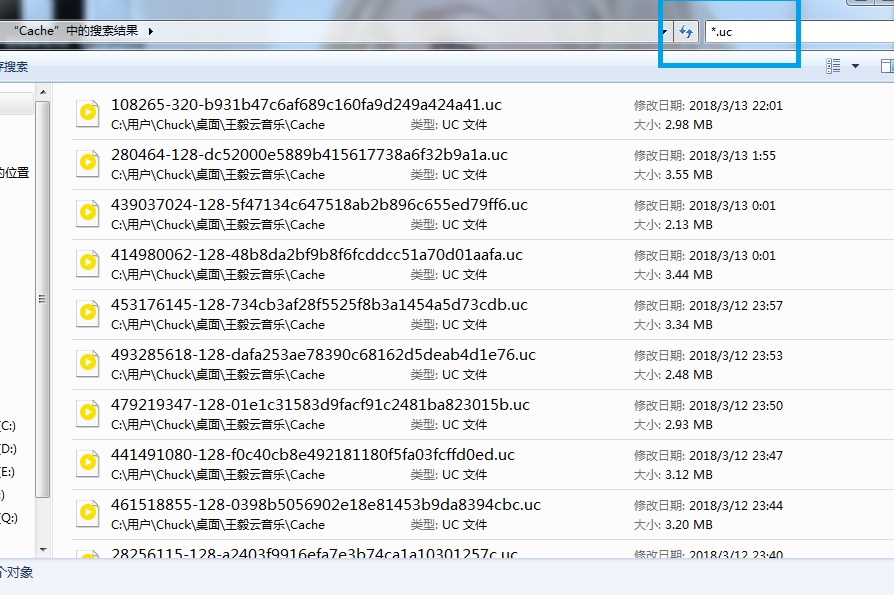 "Cache"中的搜索结果
*.uc
搜索
的位置
108265-320-b931b47c6af689c160fa9d249a424a41.uc
修改日期: 2018/3/13 22:01
C:\用户\Chuck\桌面\王毅云音乐\Cache
类型: UC 文件
大小: 2.98 MB
280464-128-dc52000e5889b415617738a6f32b9a1a.uc
修改日期: 2018/3/13 1:55
C:\用户\Chuck\桌面\王毅云音乐\Cache
类型: UC 文件
大小: 3.55 MB
439037024-128-5f47134c647518ab2b896c655ed79ff6.uc
修改日期: 2018/3/13 0:01
C:\用户\Chuck\桌面\王毅云音乐\Cache
类型: UC 文件
大小: 2.13 MB
414980062-128-48b8da2bf9b8f6fcddcc51a70d01aafa.uc
修改日期: 2018/3/13 0:01
C:\用户\Chuck\桌面\王毅云音乐\Cache
类型: UC 文件
大小: 3.44 MB
453176145-128-734cb3af28f5525f8b3a1454a5d73cdb.uc
修改日期: 2018/3/12 23:57
C:\用户\Chuck\桌面\王毅云音乐\Cache
类型: UC 文件
大小: 3.34 MB
493285618-128-dafa253ae78390c68162d5deab4d1e76.uc
修改日期: 2018/3/12 23:53
C:\用户\Chuck\桌面\王毅云音乐\Cache
类型: UC 文件
大小: 2.48 MB
479219347-128-01e1c31583d9facf91c2481ba823015b.uc
修改日期: 2018/3/12 23:50
C:\用户\Chuck\桌面\王毅云音乐\Cache
类型: UC 文件
大小: 2.93 MB
441491080-128-f0c40cb8e492181180f5fa03fcffd0ed.uc
修改日期: 2018/3/12 23:47
C:\用户\Chuck\桌面\王毅云音乐\Cache
类型: UC 文件
大小: 3.12 MB
461518855-128-0398b5056902e18e81453b9da8394cbc.uc
修改日期: 2018/3/12 23:44
C:\用户\Chuck\桌面\王毅云音乐\Cache
类型: UC 文件
大小: 3.20 MB
28256115-128-a2403f9916efa7e3b74ca1a10301257c.uc
修改日期: 2018/3/12 23:40
(C:)
(D:)
(E:)
:)
(Q:)
个对象